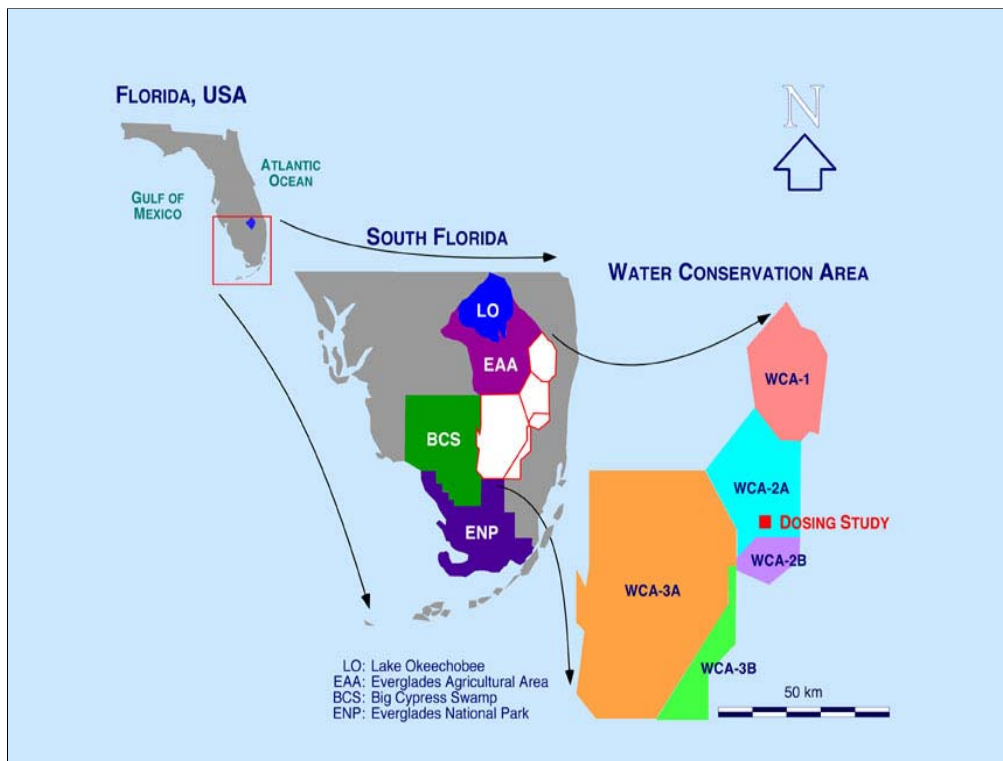 FLORIDA, USA
ATLANTIC
OCEAN
GULF OF
MEXICO
N
SOUTH FLORIDA
WATER CONSERVATION AREA
LO
EAA
BCS
ENP
WCA-1
WCA-2A
DOSING STUDY
WCA-2B
WCA-3A
WCA-3B
50 km
LO: Lake Okeechobee
EAA: Everglades Agricultural Area
BCS: Big Cypress Swamp
ENP: Everglades National Park